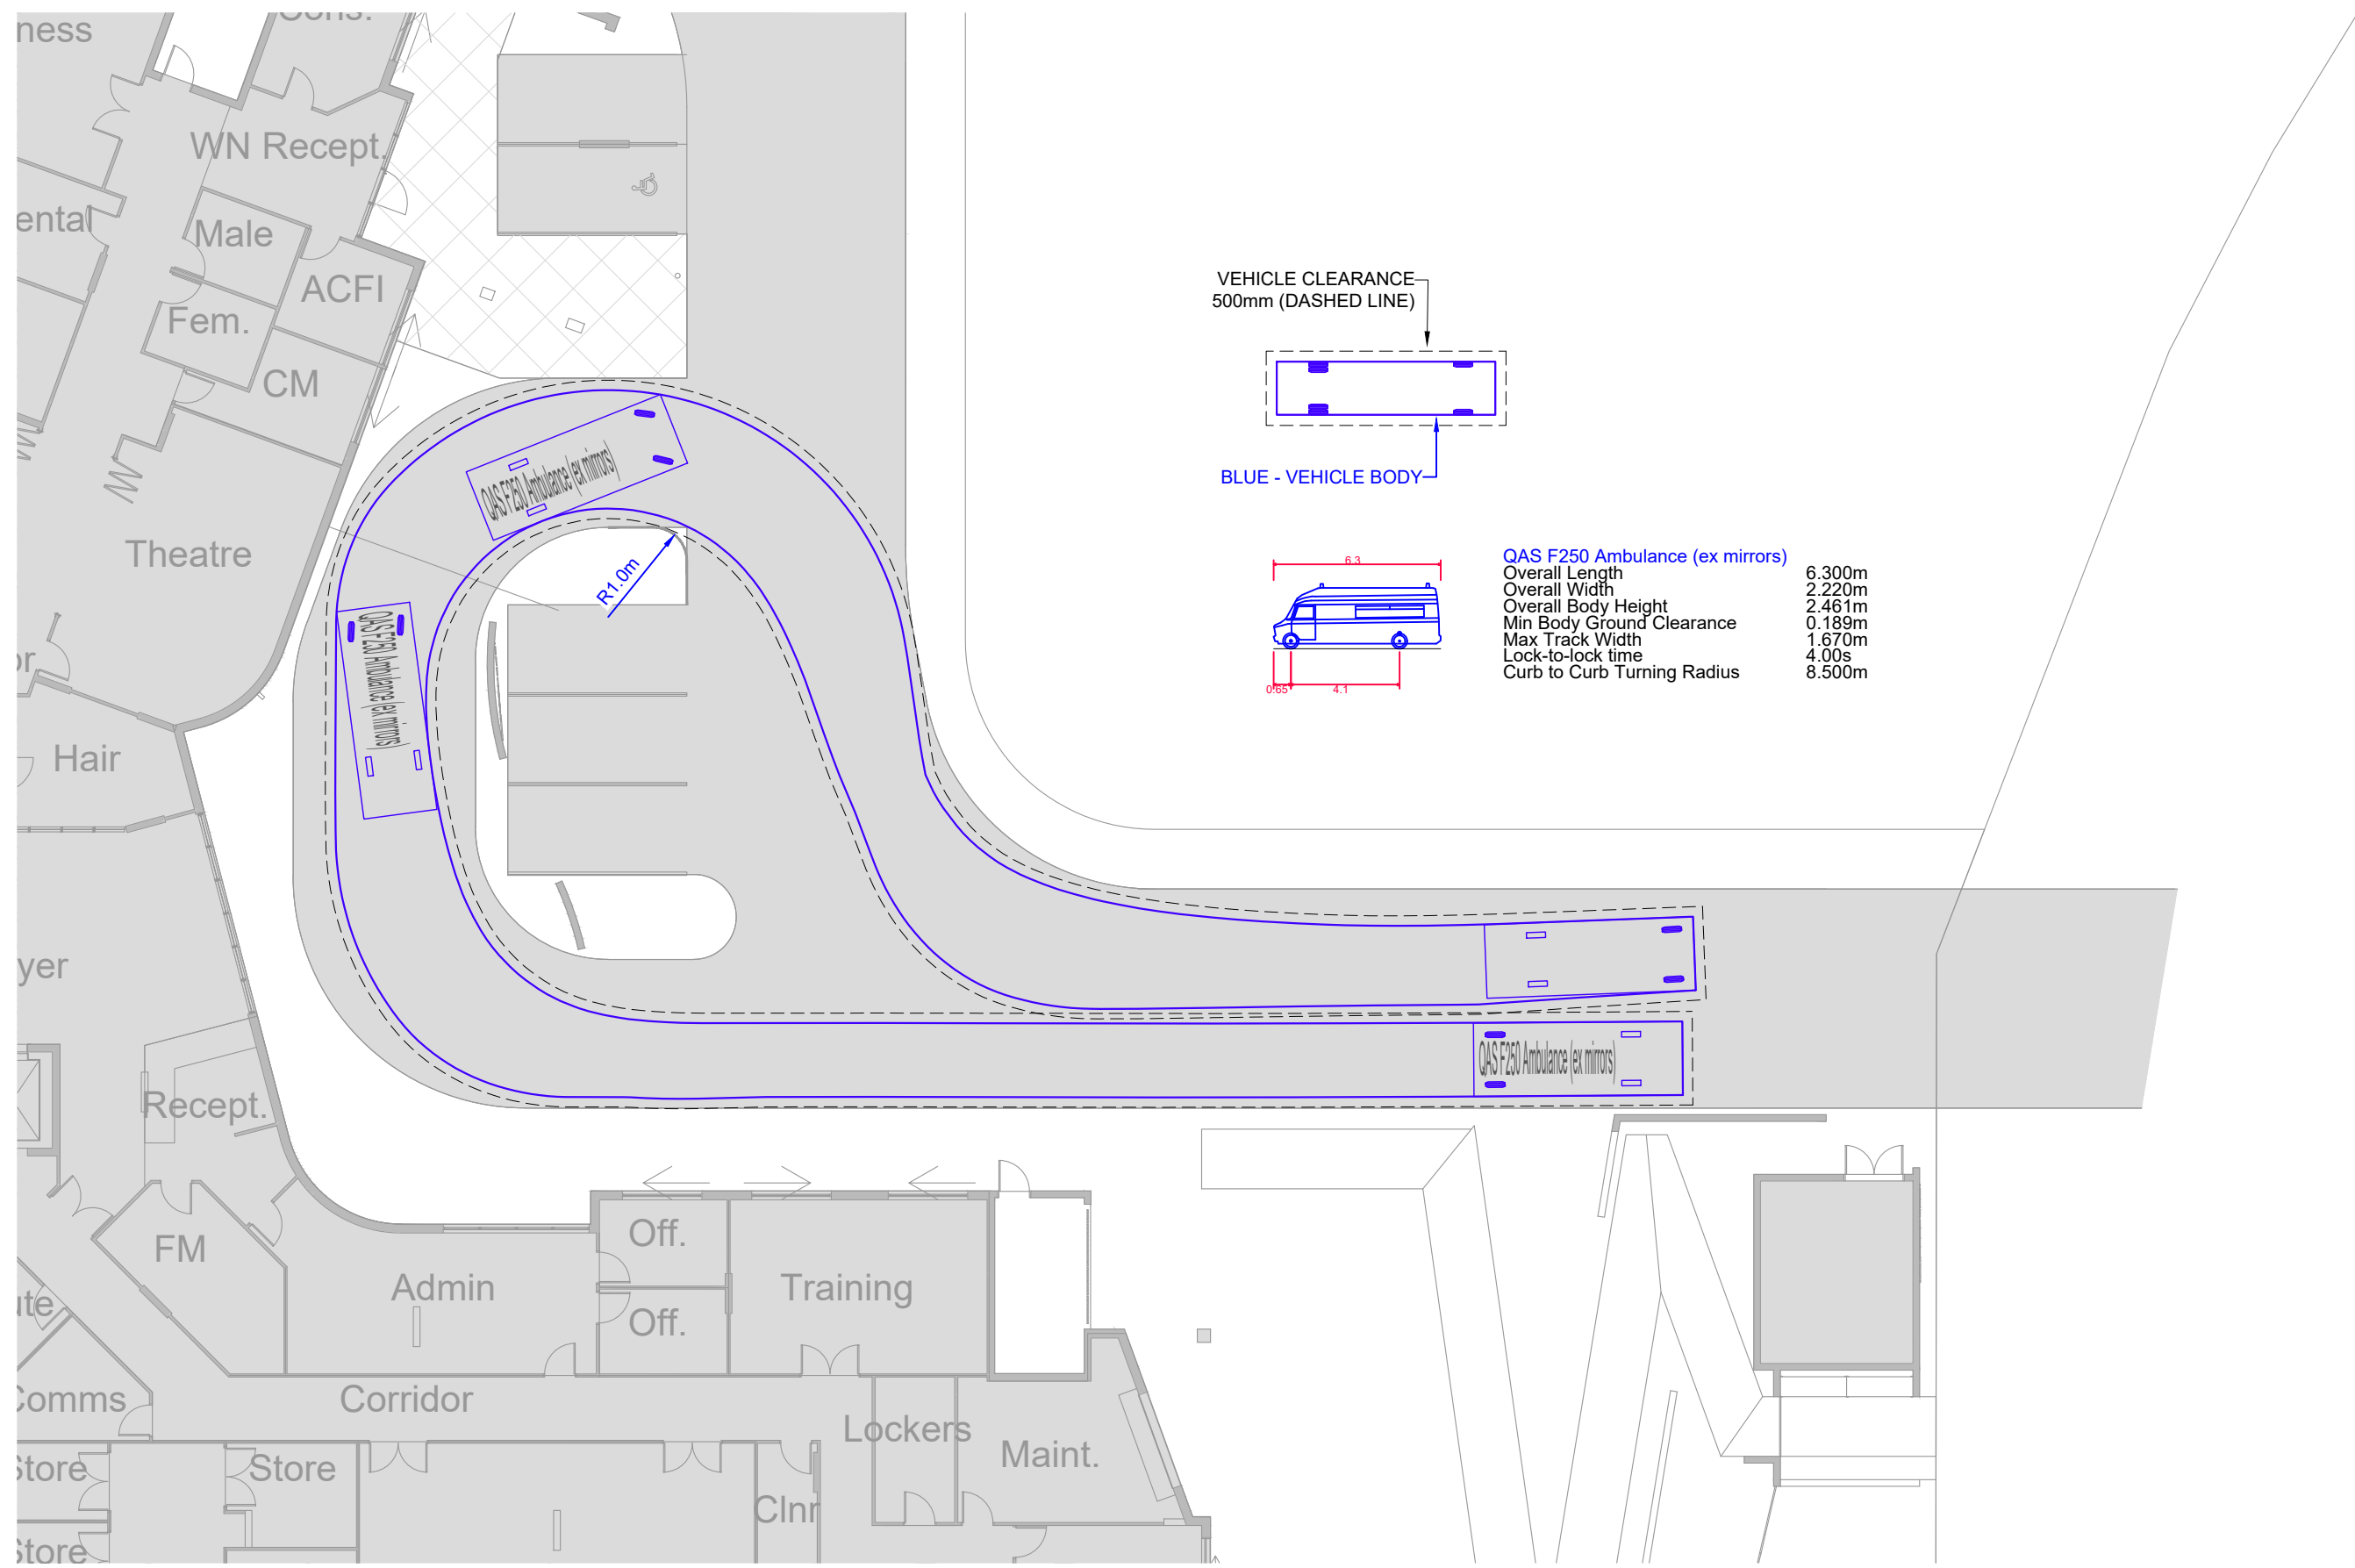 ness
Cons.
WN Recept.
ental
Male
ACFI
Fem.
CM
Theatre
or
Hair
yer
Recept.
FM
Admin
Off.
Off.
Training
ute
Comms
Corridor
Lockers
Maint.
Store
Store
Clnr
Store
QAS F250 Ambulance (ex mirrors)
R1.0m
QAS F250 Ambulance (ex mirrors)
QAS F250 Ambulance (ex mirrors)
VEHICLE CLEARANCE
500mm (DASHED LINE)
BLUE - VEHICLE BODY
6.3
0.65
4.1
QAS F250 Ambulance (ex mirrors)
Overall Length 6.300m
Overall Width 2.220m
Overall Body Height 2.461m
Min Body Ground Clearance 0.189m
Max Track Width 1.670m
Lock-to-lock time 4.00s
Curb to Curb Turning Radius 8.500m